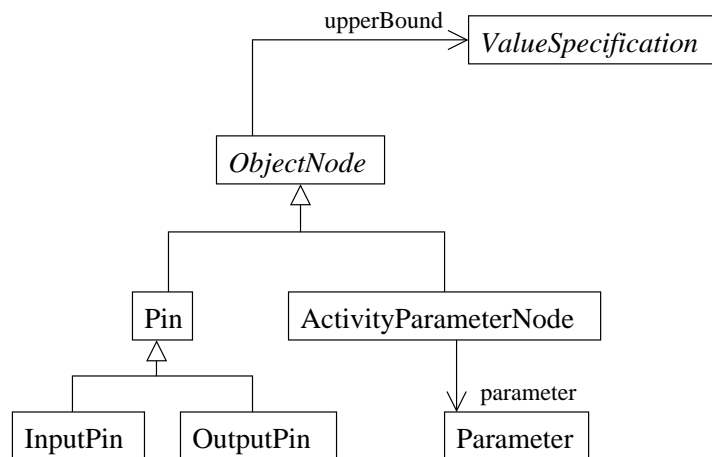 upperBound
ValueSpecification
ObjectNode
Pin
ActivityParameterNode
parameter
InputPin
OutputPin
Parameter